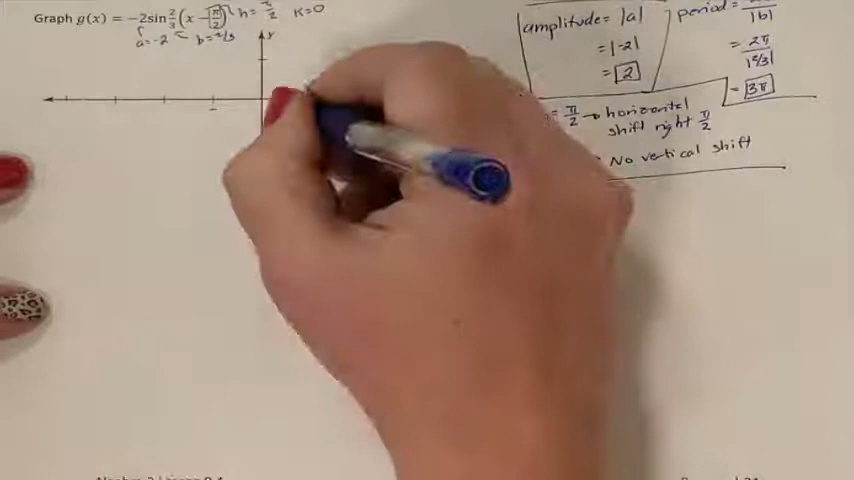 Graph g(x) = −2sin 2/3 (x − π/2) h = π/2 k=0
a=-2 b=2/3
y
amplitude= |a|
= |-2|
= 2
period =
|b|
= 2π/|2/3|
= 3π
= π/2 → horizontal
shift right π/2
No vertical shift